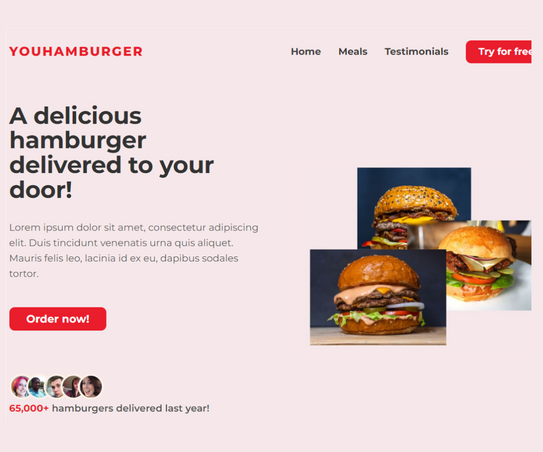 YOUHAMBURGER
Home Meals Testimonials Try for free
A delicious
hamburger
delivered to your
door!
Lorem ipsum dolor sit amet, consectetur adipiscing
elit. Duis tincidunt venenatis urna quis aliquet.
Mauris felis leo, lacinia id ex eu, dapibus sodales
tortor.
Order now!
65,000+ hamburgers delivered last year!